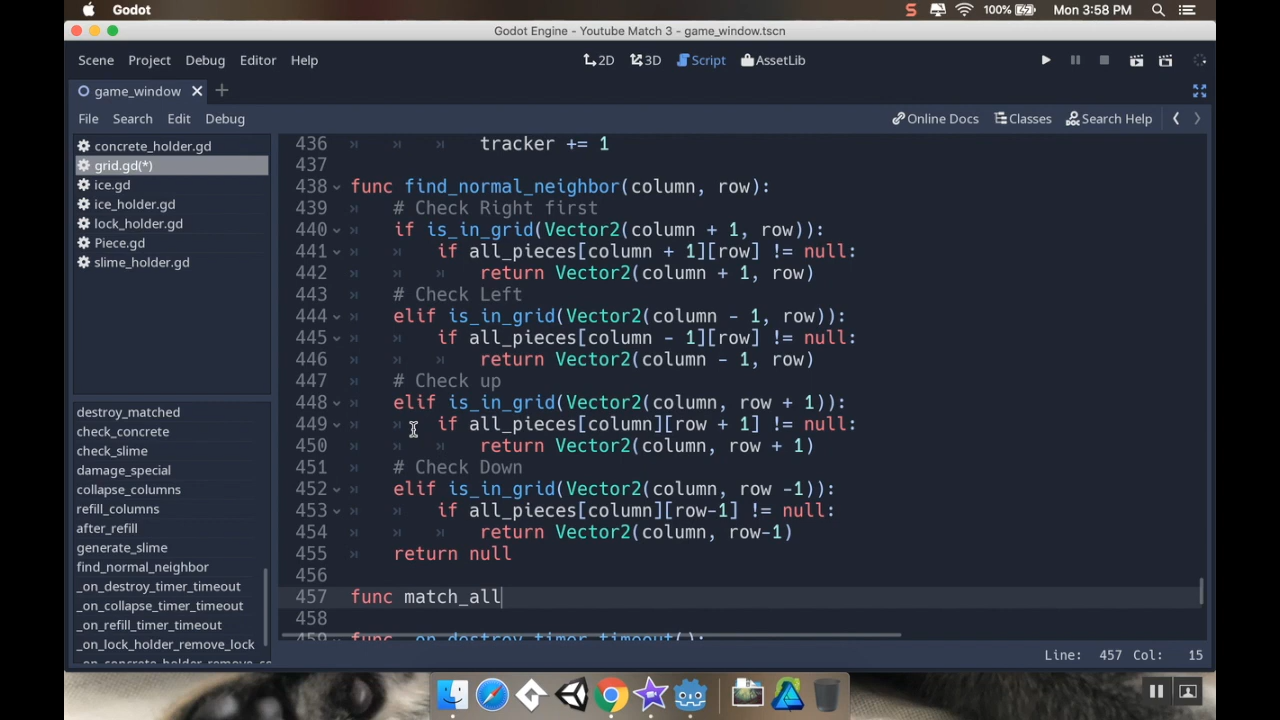 Godot
100%
Mon 3:58 PM
Godot Engine - Youtube Match 3 - game_window.tscn
Scene Project Debug Editor Help
2D 3D Script AssetLib
game_window
File Search Edit Debug
Online Docs Classes Search Help
concrete_holder.gd
grid.gd(*)
ice.gd
ice_holder.gd
lock_holder.gd
Piece.gd
slime_holder.gd
destroy_matched
check_concrete
check_slime
damage_special
collapse_columns
refill_columns
after_refill
generate_slime
find_normal_neighbor
_on_destroy_timer_timeout
_on_collapse_timer_timeout
_on_refill_timer_timeout
_on_lock_holder_remove_lock
436 tracker += 1
437
438 func find_normal_neighbor(column, row):
439 # Check Right first
440 if is_in_grid(Vector2(column + 1, row)):
441 if all_pieces[column + 1][row] != null:
442 return Vector2(column + 1, row)
443 # Check Left
444 elif is_in_grid(Vector2(column - 1, row)):
445 if all_pieces[column - 1][row] != null:
446 return Vector2(column - 1, row)
447 # Check up
448 elif is_in_grid(Vector2(column, row + 1)):
449 if all_pieces[column][row + 1] != null:
450 return Vector2(column, row + 1)
451 # Check Down
452 elif is_in_grid(Vector2(column, row -1)):
453 if all_pieces[column][row-1] != null:
454 return Vector2(column, row-1)
455 return null
456
457 func match_all
458
459 func _on_destroy_timer_timeout():
Line: 457 Col: 15